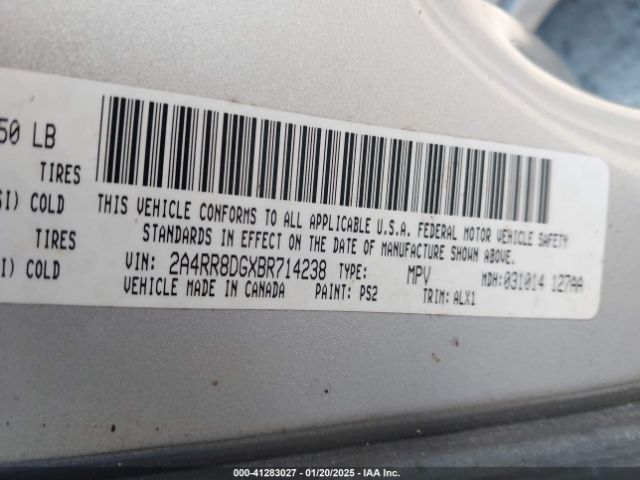 50 LB
TIRES
SI) COLD
TIRES
I) COLD
THIS VEHICLE CONFORMS TO ALL APPLICABLE U.S.A. FEDERAL MOTOR VEHICLE SAFETY
STANDARDS IN EFFECT ON THE DATE OF MANUFACTURE SHOWN ABOVE.
VIN: 2A4RR8DGXBR714238 TYPE: MPV MDH:031014 127AA
VEHICLE MADE IN CANADA PAINT: PS2 TRIM: ALX1
000-41283027 - 01/20/2025 - IAA Inc.